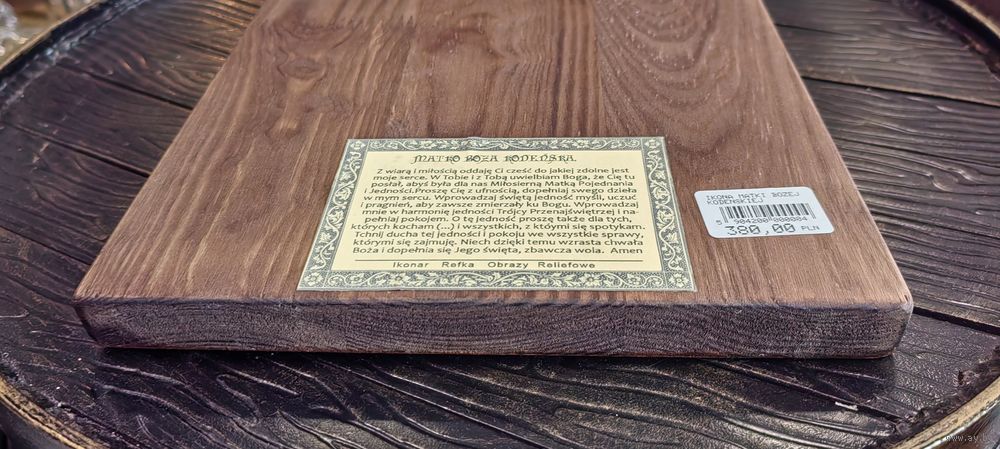 MATKO BOŻA KODEŃSKA
Z wiarą i miłością oddaję Ci cześć do jakiej zdolne jest
moje serce. W Tobie i z Tobą uwielbiam Boga, że Cię tu
posłał, abyś była dla nas Miłosierną Matką Pojednania
i Jedności.Proszę Cię z ufnością, dopełniaj swego dzieła
w mym sercu. Wprowadzaj świętą jedność myśli, uczuć
i pragnień, aby zawsze zmierzały ku Bogu. Wprowadzaj
mnie w harmonię jedności Trójcy Przenajświętrzej i na-
pełniaj pokojem. O tę jedność proszę także dla tych,
których kocham (...) i wszystkich, z któymi się spotykam.
Tchnij ducha tej jedności i pokoju we wszystkie sprawy,
którymi się zajmuję. Niech dzięki temu wzrasta chwała
Boża i dopełnia się Jego święta, zbawcza wola. Amen
Ikonar Refka Obrazy Reliefowe
IKONA MATKI BOŻEJ
KODEŃSKIEJ
380,00 PLN